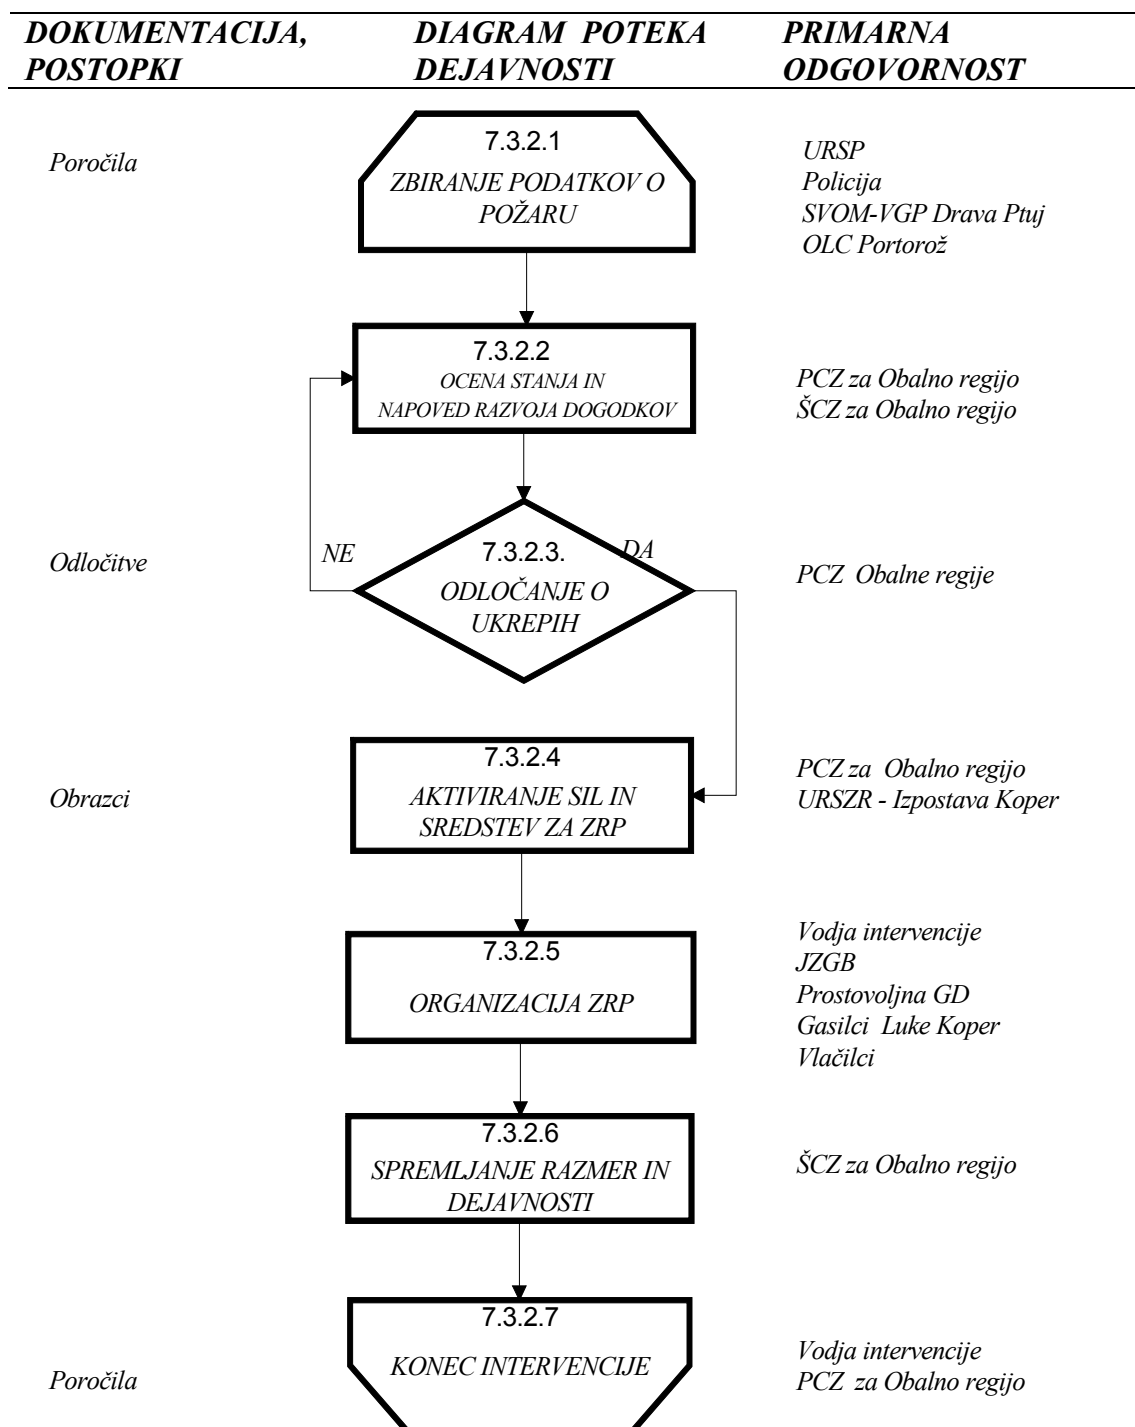 DOKUMENTACIJA, DIAGRAM POTEKA PRIMARNA
POSTOPKI DEJAVNOSTI ODGOVORNOST
Poročila
7.3.2.1
ZBIRANJE PODATKOV O
POŽARU
URSP
Policija
SVOM-VGP Drava Ptuj
OLC Portorož
7.3.2.2
OCENA STANJA IN
NAPOVED RAZVOJA DOGODKOV
PCZ za Obalno regijo
ŠCZ za Obalno regijo
Odločitve
NE
7.3.2.3.
ODLOČANJE O
UKREPIH
DA
PCZ Obalne regije
Obrazci
7.3.2.4
AKTIVIRANJE SIL IN
SREDSTEV ZA ZRP
PCZ za Obalno regijo
URSZR - Izpostava Koper
7.3.2.5
ORGANIZACIJA ZRP
Vodja intervencije
JZGB
Prostovoljna GD
Gasilci Luke Koper
Vlačilci
7.3.2.6
SPREMLJANJE RAZMER IN
DEJAVNOSTI
ŠCZ za Obalno regijo
Poročila
7.3.2.7
KONEC INTERVENCIJE
Vodja intervencije
PCZ za Obalno regijo